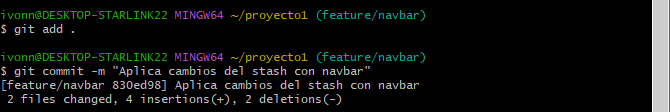 ivonn@DESKTOP-STARLINK22 MINGW64 ~/proyecto1 (feature/navbar)
$ git add .
ivonn@DESKTOP-STARLINK22 MINGW64 ~/proyecto1 (feature/navbar)
$ git commit -m "Aplica cambios del stash con navbar"
[feature/navbar 830ed98] Aplica cambios del stash con navbar
 2 files changed, 4 insertions(+), 2 deletions(-)